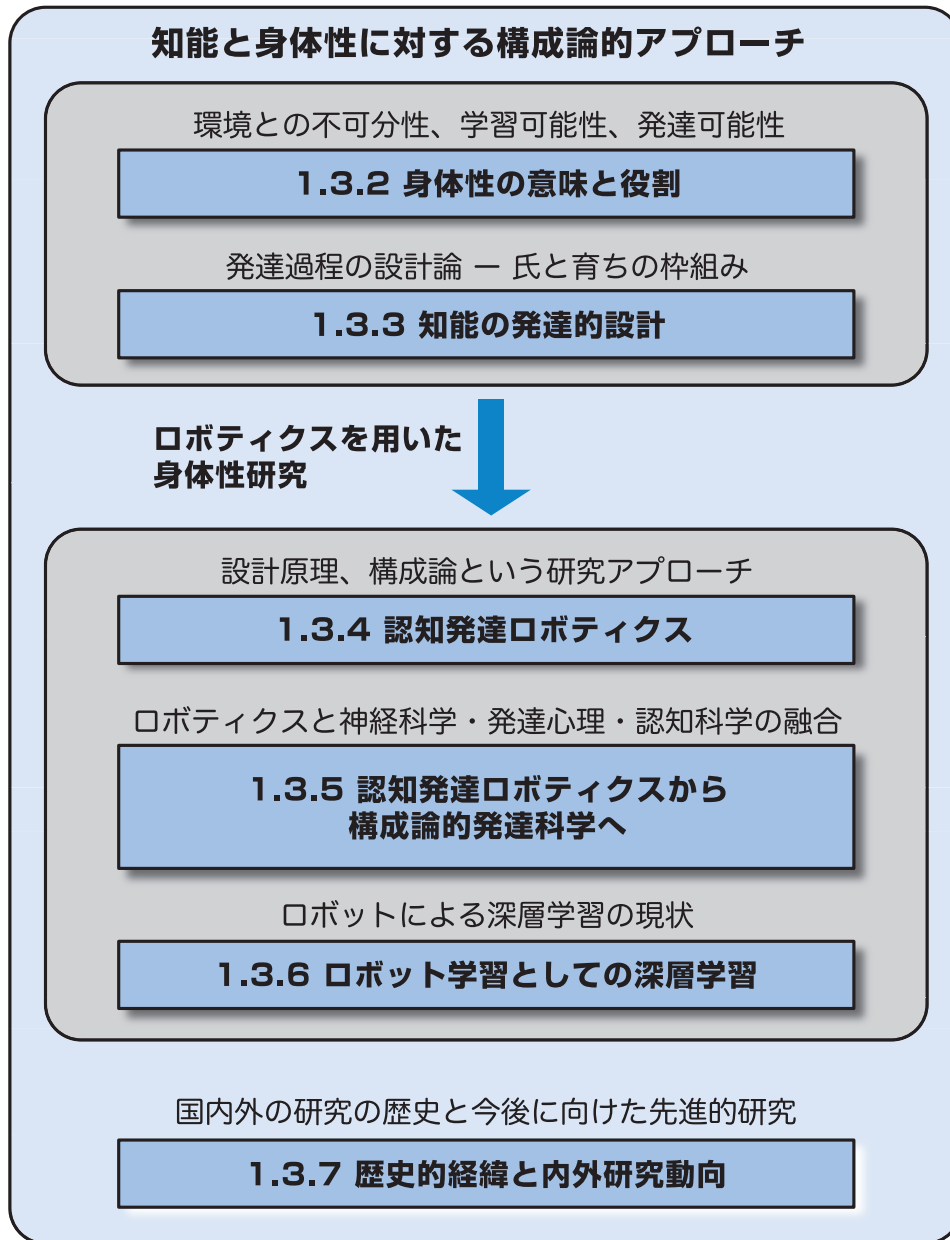 知能と身体性に対する構成論的アプローチ
環境との不可分性、学習可能性、発達可能性
1.3.2 身体性の意味と役割
発達過程の設計論 ー 氏と育ちの枠組み
1.3.3 知能の発達的設計
ロボティクスを用いた
身体性研究
設計原理、構成論という研究アプローチ
1.3.4 認知発達ロボティクス
ロボティクスと神経科学・発達心理・認知科学の融合
1.3.5 認知発達ロボティクスから
構成論的発達科学へ
ロボットによる深層学習の現状
1.3.6 ロボット学習としての深層学習
国内外の研究の歴史と今後に向けた先進的研究
1.3.7 歴史的経緯と内外研究動向